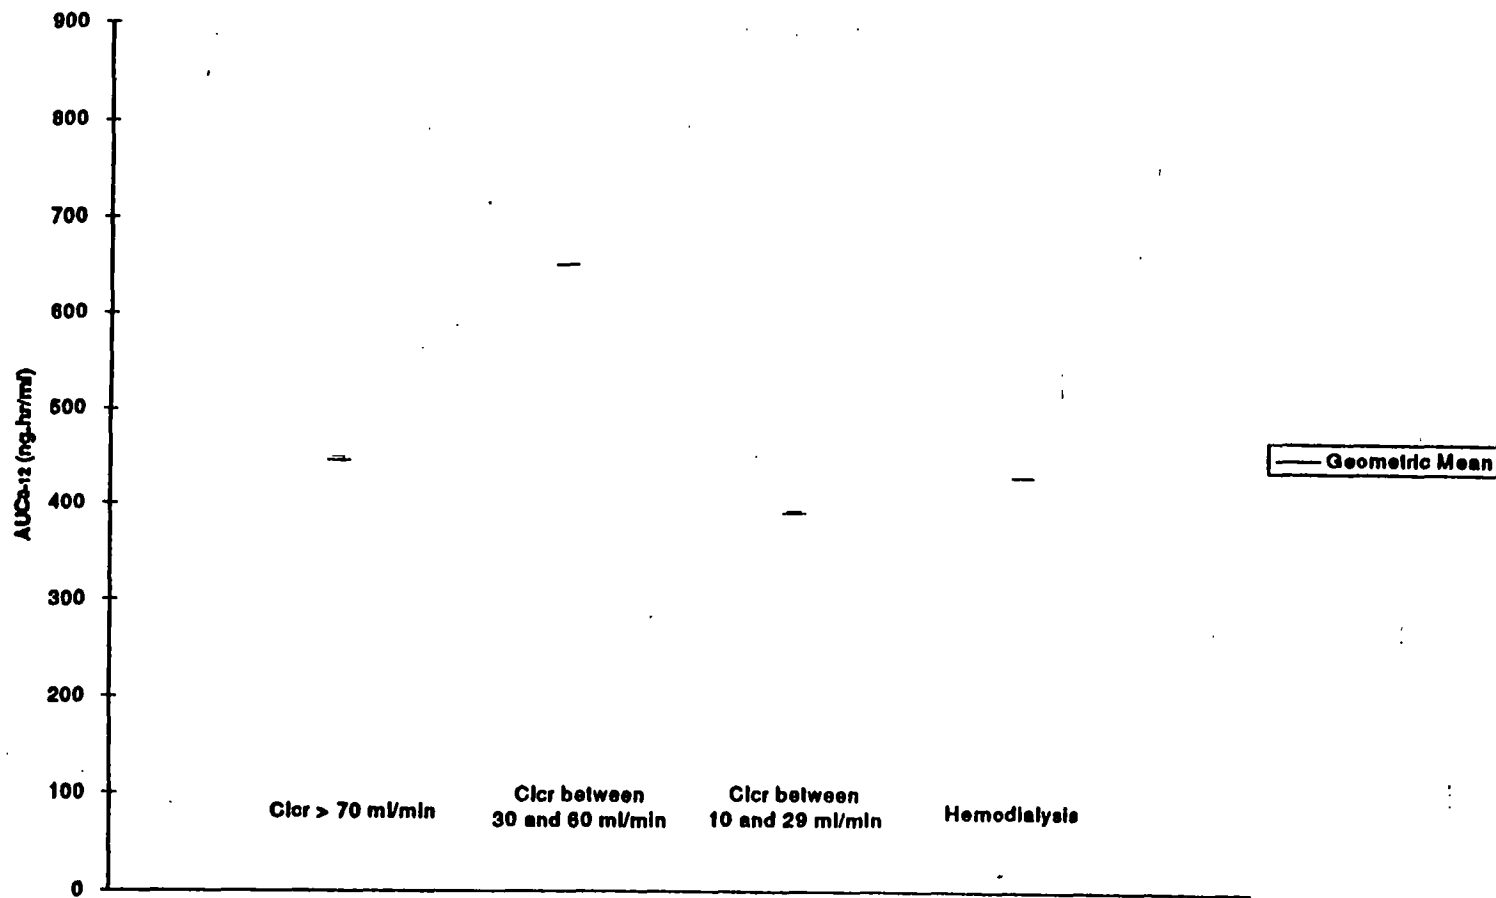 900
800
700
600
500
400
300
200
100
0
AUC0-12 (ng.hr/ml)
Clcr > 70 ml/min
Clcr between
30 and 60 ml/min
Clcr between
10 and 29 ml/min
Hemodialysis
Geometric Mean